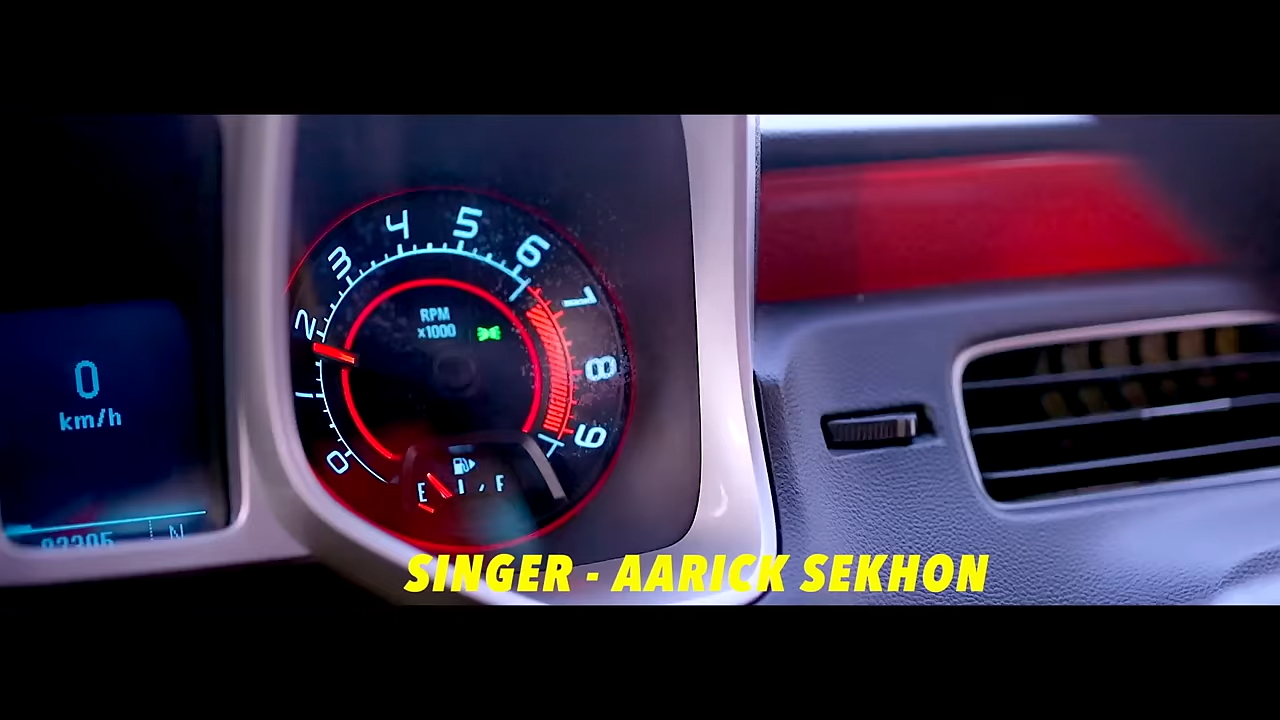 4 5
3 6
2 7
RPM
x1000
8
0
km/h
1
9
0
E F
N
SINGER - AARICK SEKHON